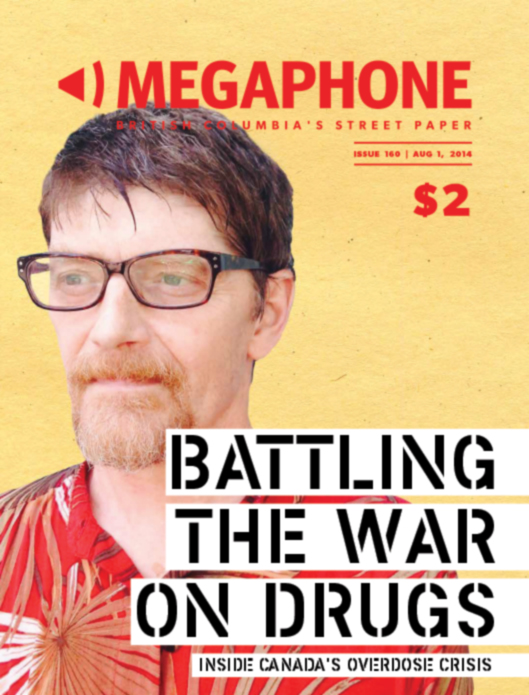 MEGAPHONE
BRITISH COLUMBIA'S STREET PAPER
ISSUE 160 | AUG 1, 2014
$2
BATTLING
THE WAR
ON DRUGS
INSIDE CANADA'S OVERDOSE CRISIS